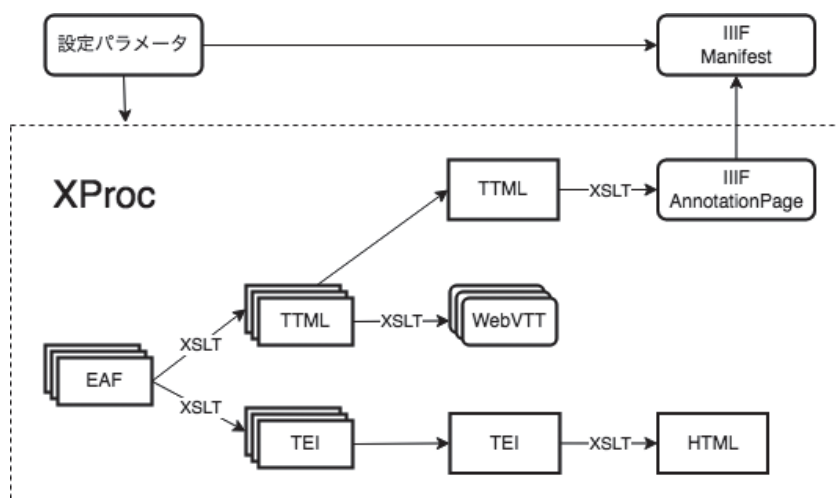 設定パラメータ
IIIF
Manifest
XProc
TTML
XSLT
IIIF
AnnotationPage
TTML
XSLT
WebVTT
XSLT
EAF
XSLT
TEI
TEI
XSLT
HTML